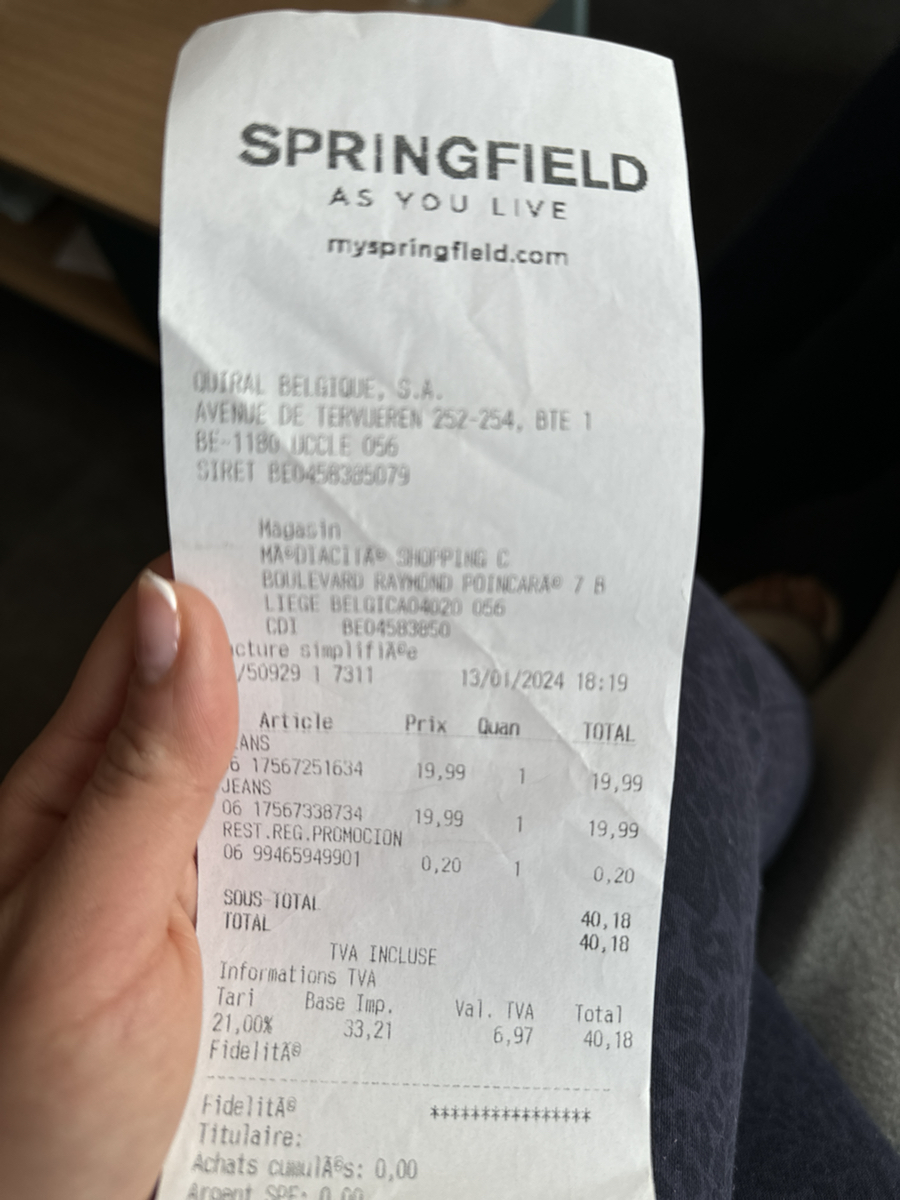 SPRINGFIELD
AS YOU LIVE
myspringfield.com
QUIRAL BELGIQUE, S.A.
AVENUE DE TERVUEREN 252-254, BTE 1
BE-1180 UCCLE 056
SIRET BE0458385079
Magasin
MÃ©DIACITÃ© SHOPPING C
BOULEVARD RAYMOND POINCARÃ© 7 B
LIEGE BELGICA04020 056
CDI BE04583850
acture simplifiÃ©e
/50929 1 7311 13/01/2024 18:19
Article Prix Quan TOTAL
EANS
6 17567251634 19,99 1 19,99
JEANS
06 17567338734 19,99 1 19,99
REST.REG.PROMOCION
06 99465949901 0,20 1 0,20
SOUS TOTAL 40,18
TOTAL 40,18
TVA INCLUSE
Informations TVA
Tari Base Imp. Val. TVA Total
21,00% 33,21 6,97 40,18
FidelitÃ©
FidelitÃ© ****************
Titulaire:
Achats cumulÃ©s: 0,00
Argent SPF: 0,00